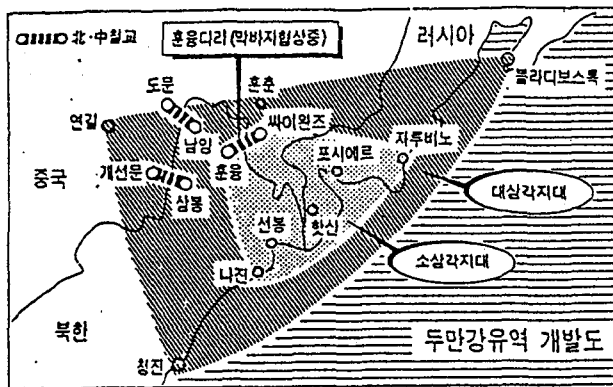 北·中철교
훈융다리(막바지협상중)
러시아
블라디보스톡
도문
훈춘
연길
남양
싸이완즈
훈융
포시에르
자루비노
중국
개선문
삼봉
대삼각지대
선봉
핫산
소삼각지대
나진
북한
두만강유역 개발도
청진